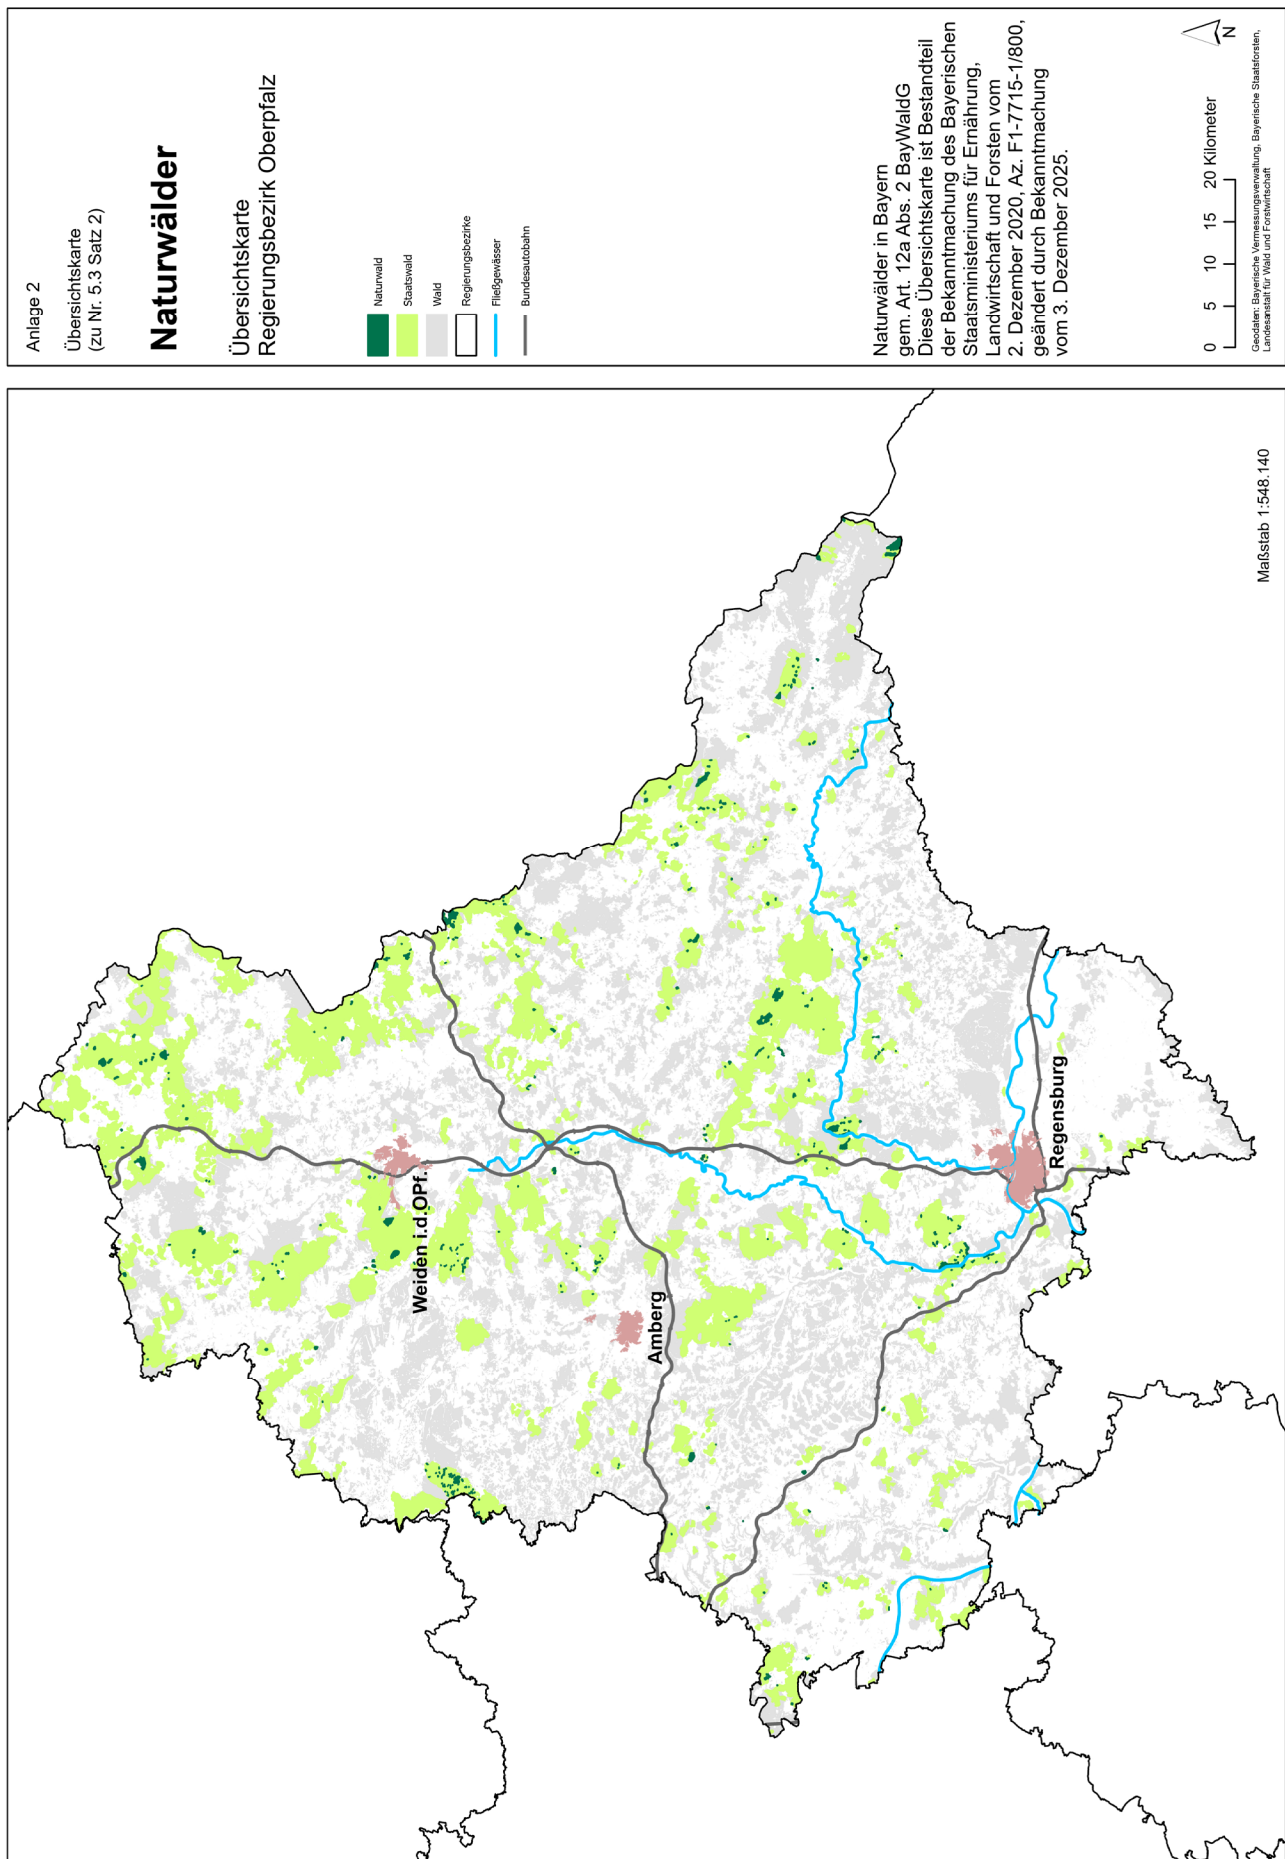 Anlage 2
Übersichtskarte
(zu Nr. 5.3 Satz 2)
Naturwälder
Übersichtskarte
Regierungsbezirk Oberpfalz
Naturwald
Staatswald
Wald
Regierungsbezirke
Fließgewässer
Bundesautobahn
Naturwälder in Bayern
gem. Art. 12a Abs. 2 BayWaldG
Diese Übersichtskarte ist Bestandteil
der Bekanntmachung des Bayerischen
Staatsministeriums für Ernährung,
Landwirtschaft und Forsten vom
2. Dezember 2020, Az. F1-7715-1/800,
geändert durch Bekanntmachung
vom 3. Dezember 2025.
N
0 5 10 15 20 Kilometer
Geodaten: Bayerische Vermessungsverwaltung, Bayerische Staatsforsten,
Landesanstalt für Wald und Forstwirtschaft
Weiden i.d.OPf.
Amberg
Regensburg
Maßstab 1:548.140